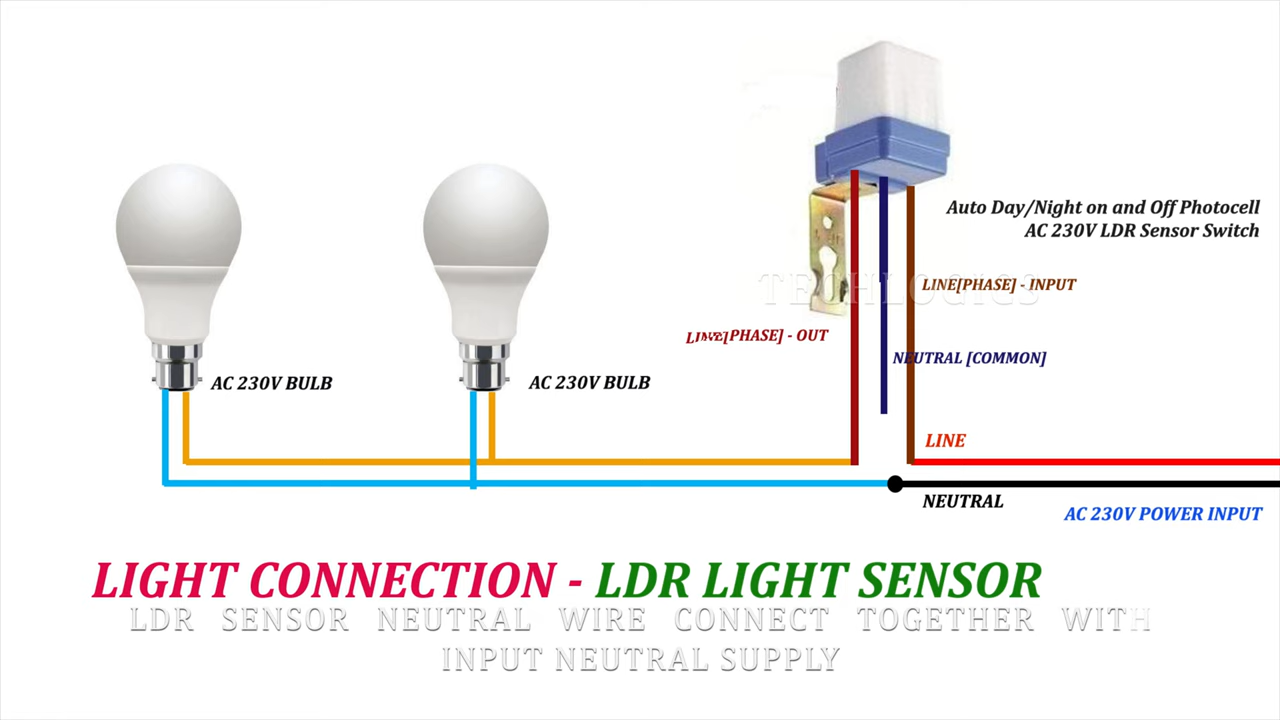 Auto Day/Night on and Off Photocell
AC 230V LDR Sensor Switch
TECHLOGICS
LINE[PHASE] - INPUT
LINE[PHASE] - OUT
NEUTRAL [COMMON]
AC 230V BULB
AC 230V BULB
LINE
NEUTRAL
AC 230V POWER INPUT
LIGHT CONNECTION - LDR LIGHT SENSOR
LDR SENSOR NEUTRAL WIRE CONNECT TOGETHER WITH
INPUT NEUTRAL SUPPLY